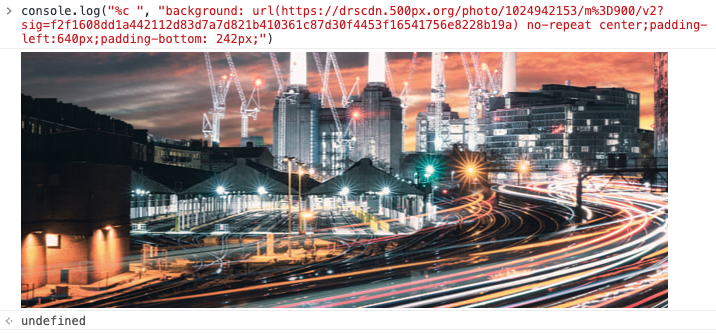 console.log("%c ", "background: url(https://drscdn.500px.org/photo/1024942153/m%3D900/v2?
sig=f2f1608dd1a442112d83d7a7d821b410361c87d30f4453f16541756e8228b19a) no-repeat center;padding-
left:640px;padding-bottom: 242px;")
undefined